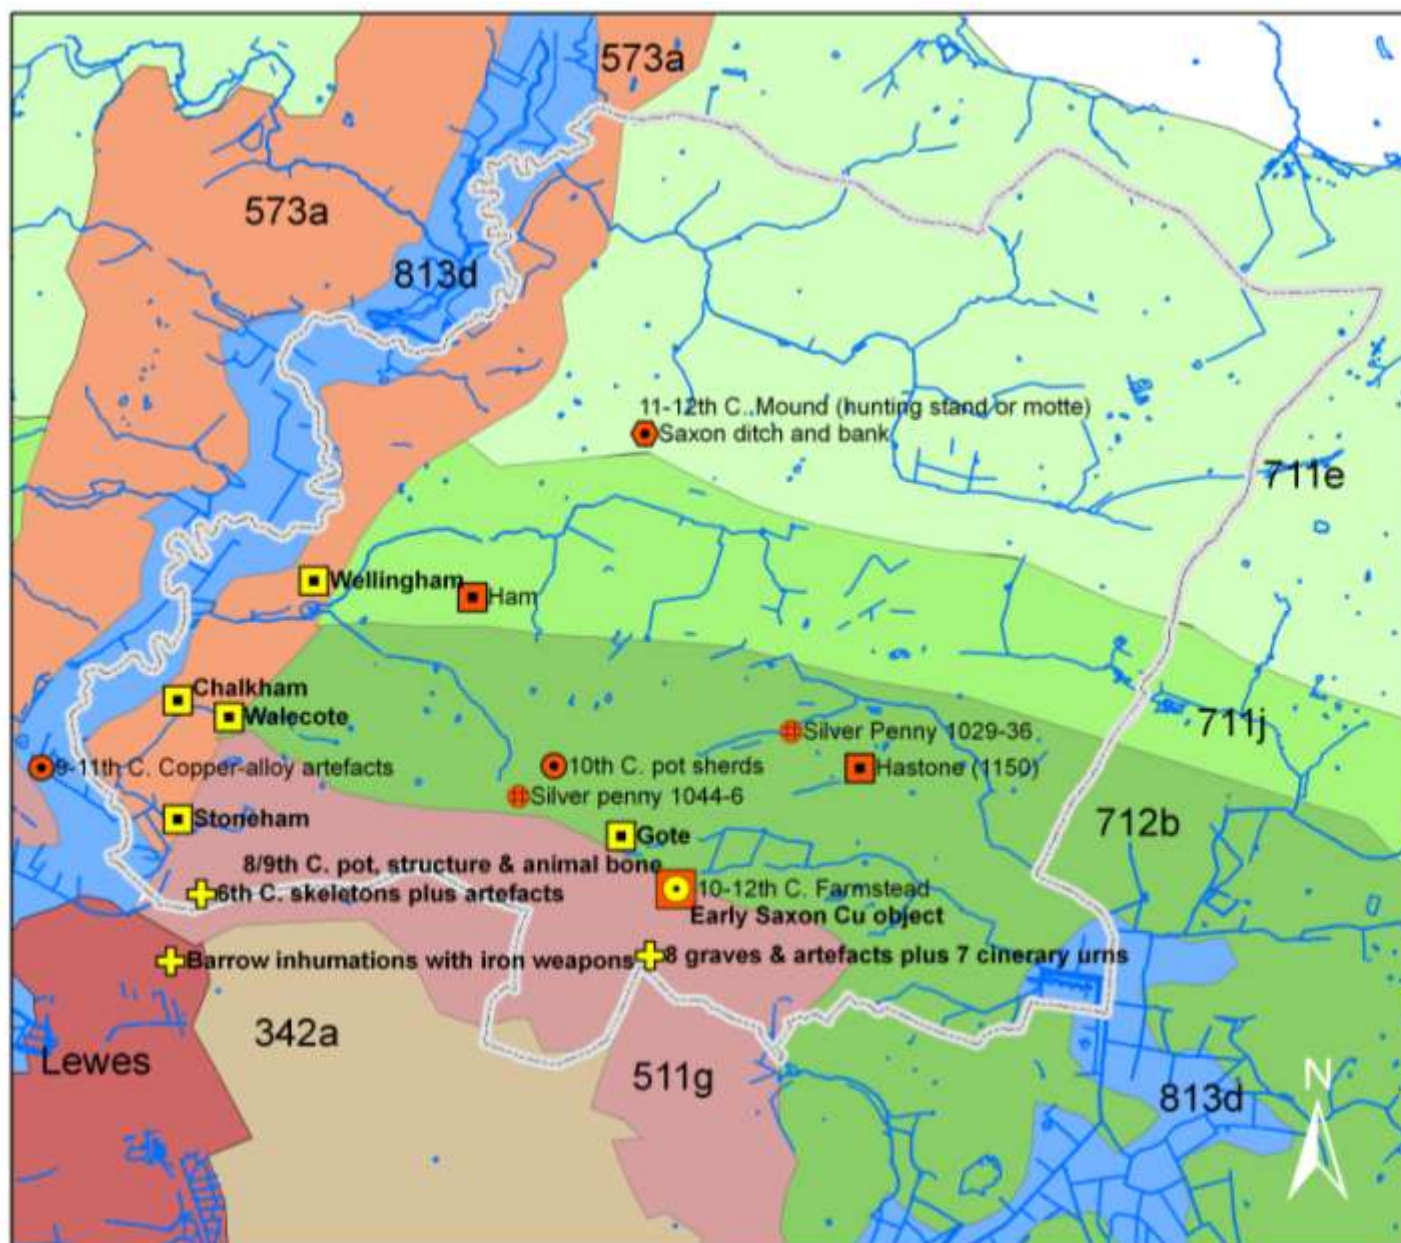 573a
573a
813d
11-12th C. Mound (hunting stand or motte)
Saxon ditch and bank
711e
Wellingham
Ham
Chalkham
Walecote
711j
Silver Penny 1029-36
9-11th C. Copper-alloy artefacts
10th C. pot sherds
Hastone (1150)
Silver penny 1044-6
Stoneham
Gote
712b
8/9th C. pot, structure & animal bone
6th C. skeletons plus artefacts
10-12th C. Farmstead
Early Saxon Cu object
Barrow inhumations with iron weapons
8 graves & artefacts plus 7 cinerary urns
342a
Lewes
511g
813d
N